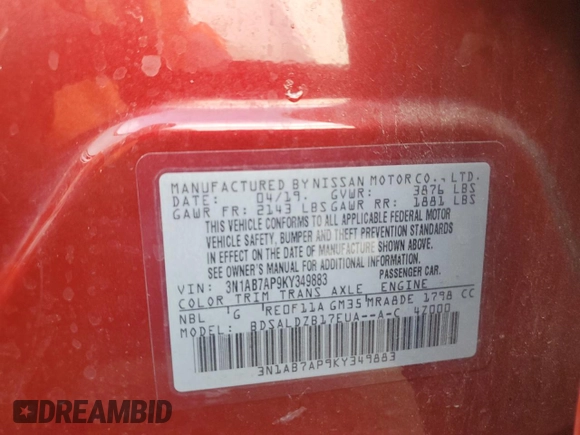 MANUFACTURED BY NISSAN MOTOR CO., LTD.
DATE: 04/19. GVWR: 3876 LBS
GAWR FR: 2143 LBS GAWR RR: 1881 LBS
THIS VEHICLE CONFORMS TO ALL APPLICABLE FEDERAL MOTOR
VEHICLE SAFETY, BUMPER AND THEFT PREVENTION STANDARDS
IN EFFECT ON THE DATE OF MANUFACTURE SHOWN ABOVE.
SEE OWNER'S MANUAL FOR ADDITIONAL INFORMATION.
VIN: 3N1AB7AP9KY349883 PASSENGER CAR.
COLOR TRIM TRANS AXLE ENGINE
NBL G RE0F11A GM35 MRA8DE 1798 CC
MODEL: BDSALDZB17EUA--A-C 47000
3N1AB7AP9KY349883
DREAMBID